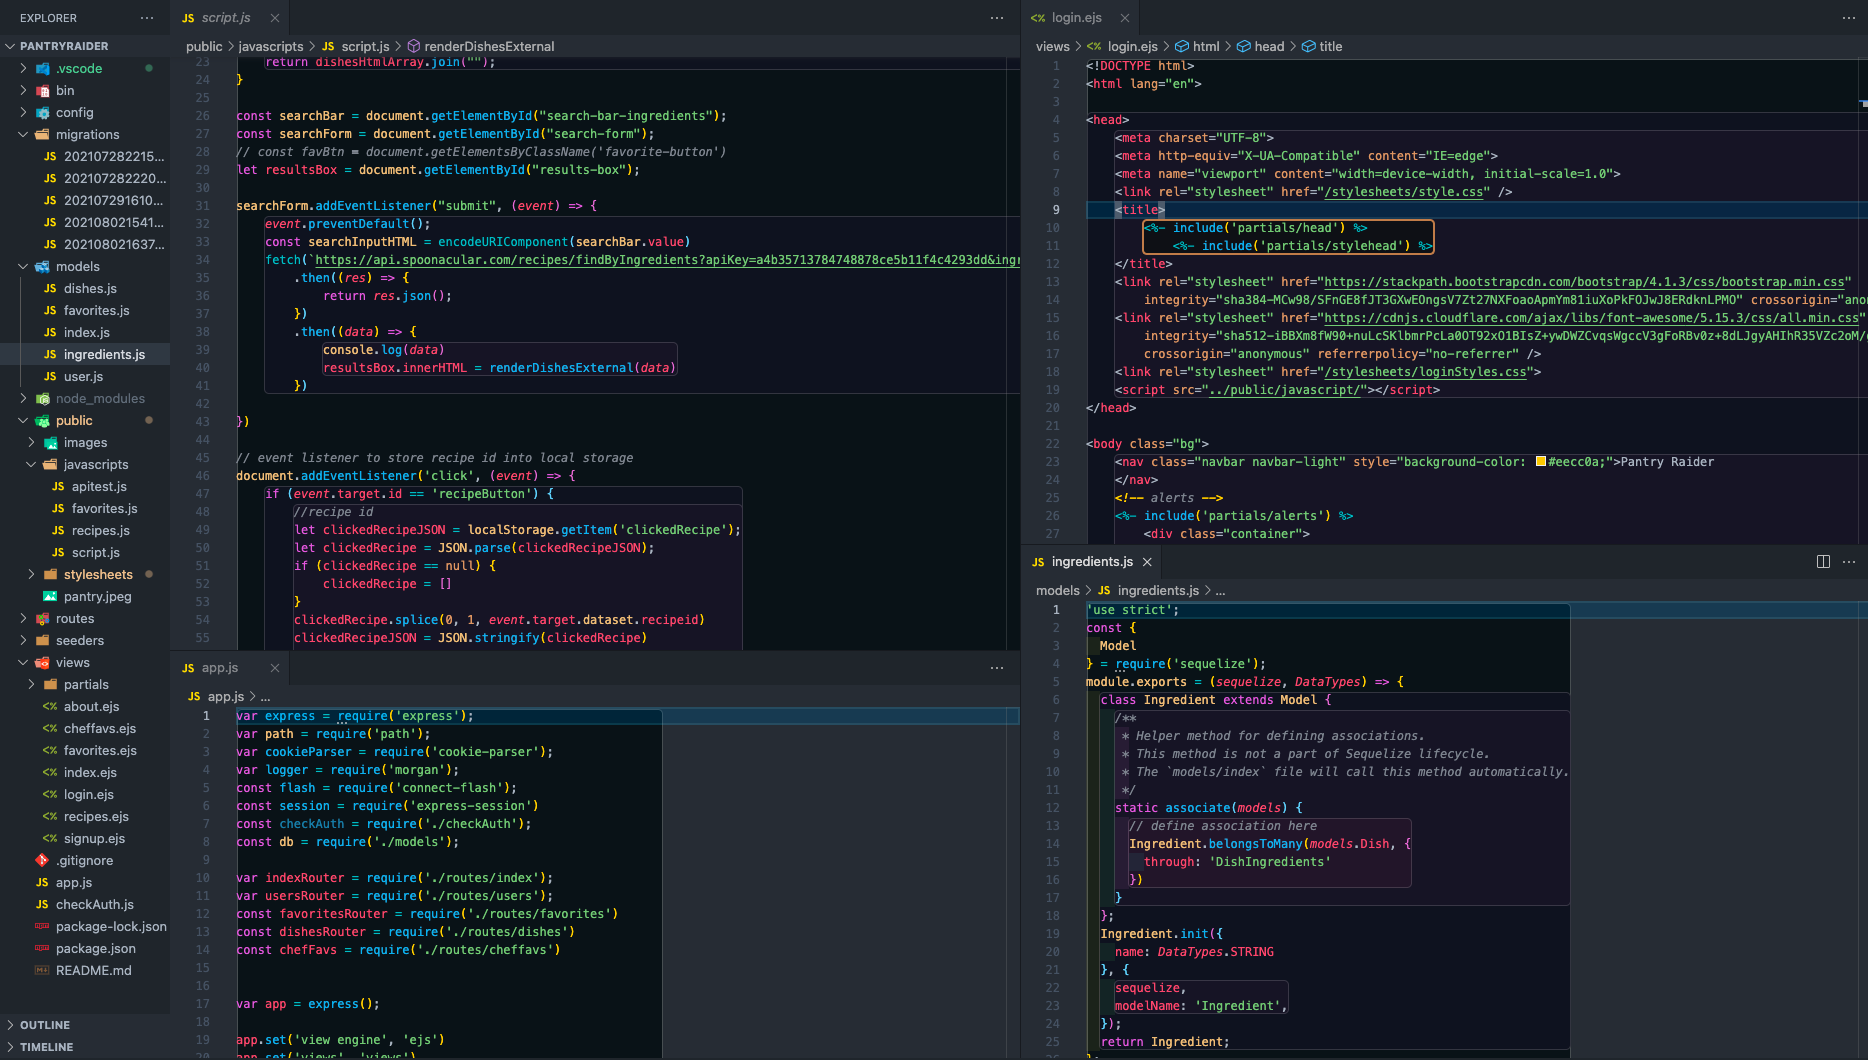 EXPLORER
PANTRYRAIDER
.vscode
bin
config
migrations
JS 202107282215...
JS 202107282220...
JS 202107291610...
JS 202108021541...
JS 202108021637...
models
JS dishes.js
JS favorites.js
JS index.js
JS ingredients.js
JS user.js
node_modules
public
images
javascripts
JS apitest.js
JS favorites.js
JS recipes.js
JS script.js
stylesheets
pantry.jpeg
routes
seeders
views
partials
<% about.ejs
<% cheffavs.ejs
<% favorites.ejs
<% index.ejs
<% login.ejs
<% recipes.ejs
<% signup.ejs
.gitignore
JS app.js
JS checkAuth.js
package-lock.json
package.json
README.md
OUTLINE
TIMELINE
JS script.js
public > javascripts > JS script.js > renderDishesExternal
23 return dishesHtmlArray.join("");
24 }
25
26 const searchBar = document.getElementById("search-bar-ingredients");
27 const searchForm = document.getElementById("search-form");
28 // const favBtn = document.getElementsByClassName('favorite-button')
29 let resultsBox = document.getElementById("results-box");
30
31 searchForm.addEventListener("submit", (event) => {
32 event.preventDefault();
33 const searchInputHTML = encodeURIComponent(searchBar.value)
34 fetch(`https://api.spoonacular.com/recipes/findByIngredients?apiKey=a4b35713784748878ce5b11f4c4293dd&ingr
35 .then((res) => {
36 return res.json();
37 })
38 .then((data) => {
39 console.log(data)
40 resultsBox.innerHTML = renderDishesExternal(data)
41 })
42
43 })
44
45 // event listener to store recipe id into local storage
46 document.addEventListener('click', (event) => {
47 if (event.target.id == 'recipeButton') {
48 //recipe id
49 let clickedRecipeJSON = localStorage.getItem('clickedRecipe');
50 let clickedRecipe = JSON.parse(clickedRecipeJSON);
51 if (clickedRecipe == null) {
52 clickedRecipe = []
53 }
54 clickedRecipe.splice(0, 1, event.target.dataset.recipeid)
55 clickedRecipeJSON = JSON.stringify(clickedRecipe)
JS app.js
JS app.js > ...
1 var express = require('express');
2 var path = require('path');
3 var cookieParser = require('cookie-parser');
4 var logger = require('morgan');
5 const flash = require('connect-flash');
6 const session = require('express-session')
7 const checkAuth = require('./checkAuth');
8 const db = require('./models');
9
10 var indexRouter = require('./routes/index');
11 var usersRouter = require('./routes/users');
12 const favoritesRouter = require('./routes/favorites')
13 const dishesRouter = require('./routes/dishes')
14 const chefFavs = require('./routes/cheffavs')
15
16
17 var app = express();
18
19 app.set('view engine', 'ejs')
20 app.set('views', 'views')
<% login.ejs
views > <% login.ejs > html > head > title
1 <!DOCTYPE html>
2 <html lang="en">
3
4 <head>
5 <meta charset="UTF-8">
6 <meta http-equiv="X-UA-Compatible" content="IE=edge">
7 <meta name="viewport" content="width=device-width, initial-scale=1.0">
8 <link rel="stylesheet" href="/stylesheets/style.css" />
9 <title>
10 <%- include('partials/head') %>
11 <%- include('partials/stylehead') %>
12 </title>
13 <link rel="stylesheet" href="https://stackpath.bootstrapcdn.com/bootstrap/4.1.3/css/bootstrap.min.css"
14 integrity="sha384-MCw98/SFnGE8fJT3GXwEOngsV7Zt27NXFoaoApmYm81iuXoPkFOJwJ8ERdknLPMO" crossorigin="anon
15 <link rel="stylesheet" href="https://cdnjs.cloudflare.com/ajax/libs/font-awesome/5.15.3/css/all.min.css"
16 integrity="sha512-iBBXm8fW90+nuLcSKlbmrPcLa0OT92xO1BIsZ+ywDWZCvqsWgccV3gFoRBv0z+8dLJgyAHIhR35VZc2oM/
17 crossorigin="anonymous" referrerpolicy="no-referrer" />
18 <link rel="stylesheet" href="/stylesheets/loginStyles.css">
19 <script src="../public/javascript/"></script>
20 </head>
21
22 <body class="bg">
23 <nav class="navbar navbar-light" style="background-color: #eecc0a;">Pantry Raider
24 </nav>
25 <!-- alerts -->
26 <%- include('partials/alerts') %>
27 <div class="container">
JS ingredients.js
models > JS ingredients.js > ...
1 'use strict';
2 const {
3 Model
4 } = require('sequelize');
5 module.exports = (sequelize, DataTypes) => {
6 class Ingredient extends Model {
7 /**
8 * Helper method for defining associations.
9 * This method is not a part of Sequelize lifecycle.
10 * The `models/index` file will call this method automatically.
11 */
12 static associate(models) {
13 // define association here
14 Ingredient.belongsToMany(models.Dish, {
15 through: 'DishIngredients'
16 })
17 }
18 };
19 Ingredient.init({
20 name: DataTypes.STRING
21 }, {
22 sequelize,
23 modelName: 'Ingredient',
24 });
25 return Ingredient;